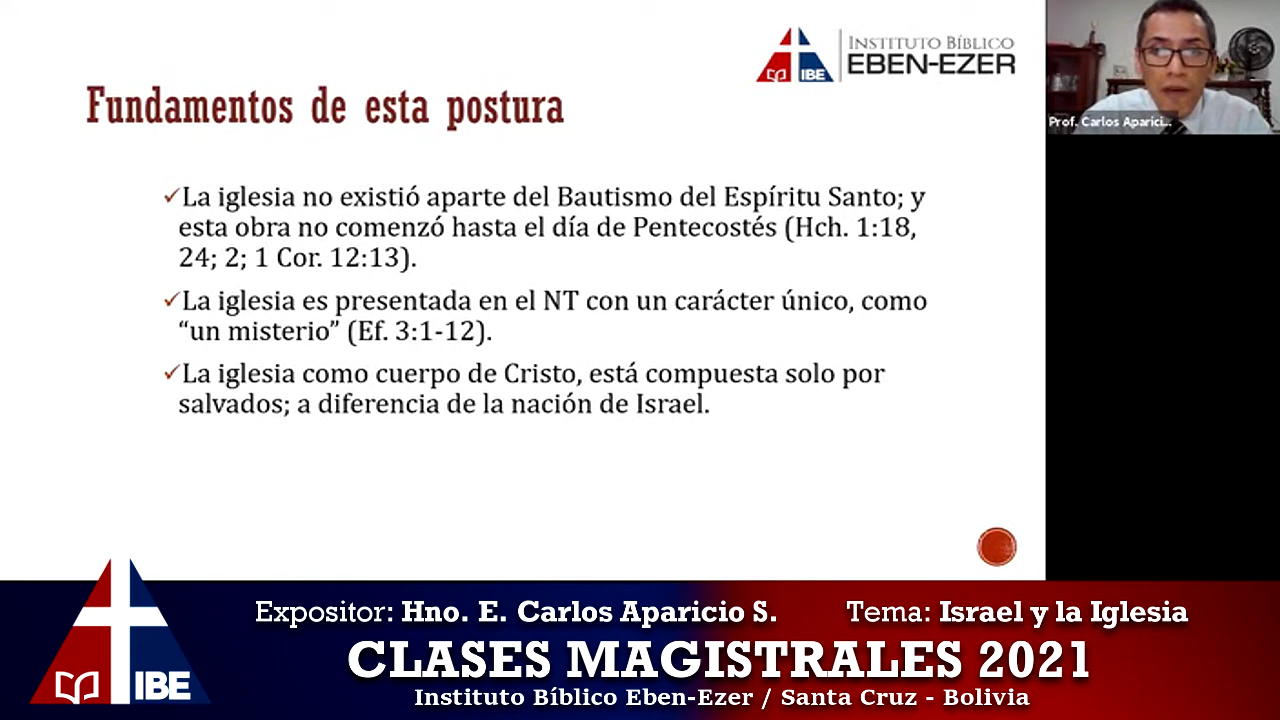 INSTITUTO BÍBLICO
EBEN-EZER
IBE
Prof. Carlos Aparici...
Fundamentos de esta postura
✓La iglesia no existió aparte del Bautismo del Espíritu Santo; y
esta obra no comenzó hasta el día de Pentecostés (Hch. 1:18,
24; 2; 1 Cor. 12:13).
✓La iglesia es presentada en el NT con un carácter único, como
“un misterio” (Ef. 3:1-12).
✓La iglesia como cuerpo de Cristo, está compuesta solo por
salvados; a diferencia de la nación de Israel.
IBE
Expositor: Hno. E. Carlos Aparicio S. Tema: Israel y la Iglesia
CLASES MAGISTRALES 2021
Instituto Bíblico Eben-Ezer / Santa Cruz - Bolivia